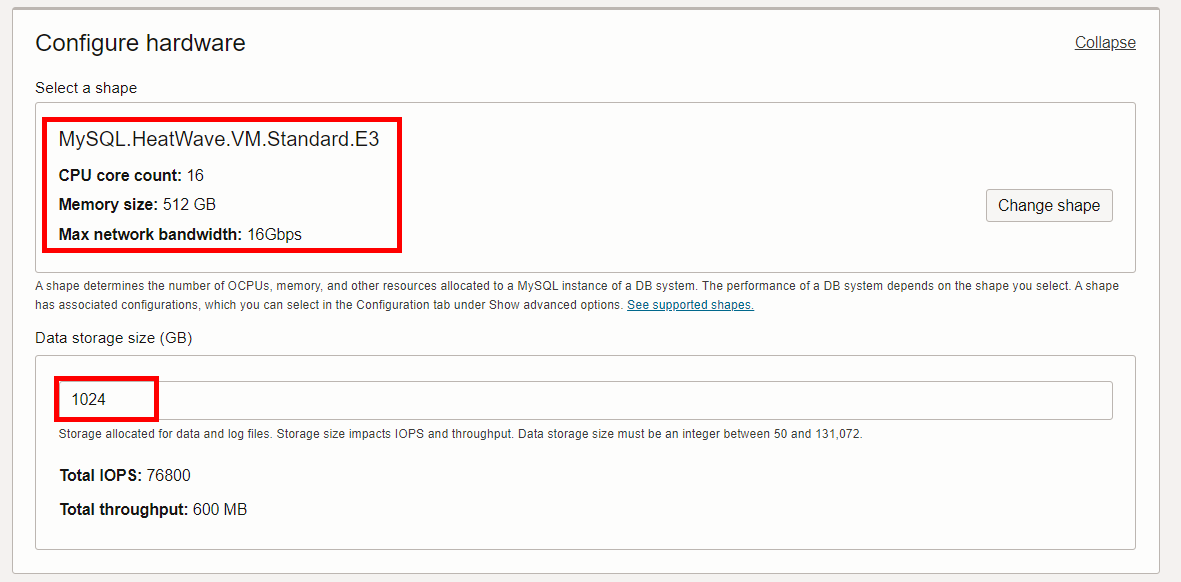 Configure hardware
Collapse
Select a shape
MySQL.HeatWave.VM.Standard.E3
CPU core count: 16
Memory size: 512 GB
Max network bandwidth: 16Gbps
Change shape
A shape determines the number of OCPUs, memory, and other resources allocated to a MySQL instance of a DB system. The performance of a DB system depends on the shape you select. A shape
has associated configurations, which you can select in the Configuration tab under Show advanced options. See supported shapes.
Data storage size (GB)
1024
Storage allocated for data and log files. Storage size impacts IOPS and throughput. Data storage size must be an integer between 50 and 131,072.
Total IOPS: 76800
Total throughput: 600 MB